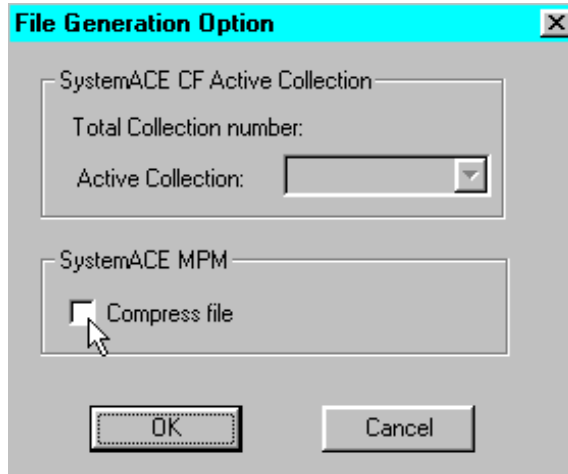 File Generation Option
SystemACE CF Active Collection
Total Collection number:
Active Collection:
SystemACE MPM
Compress file
OK Cancel